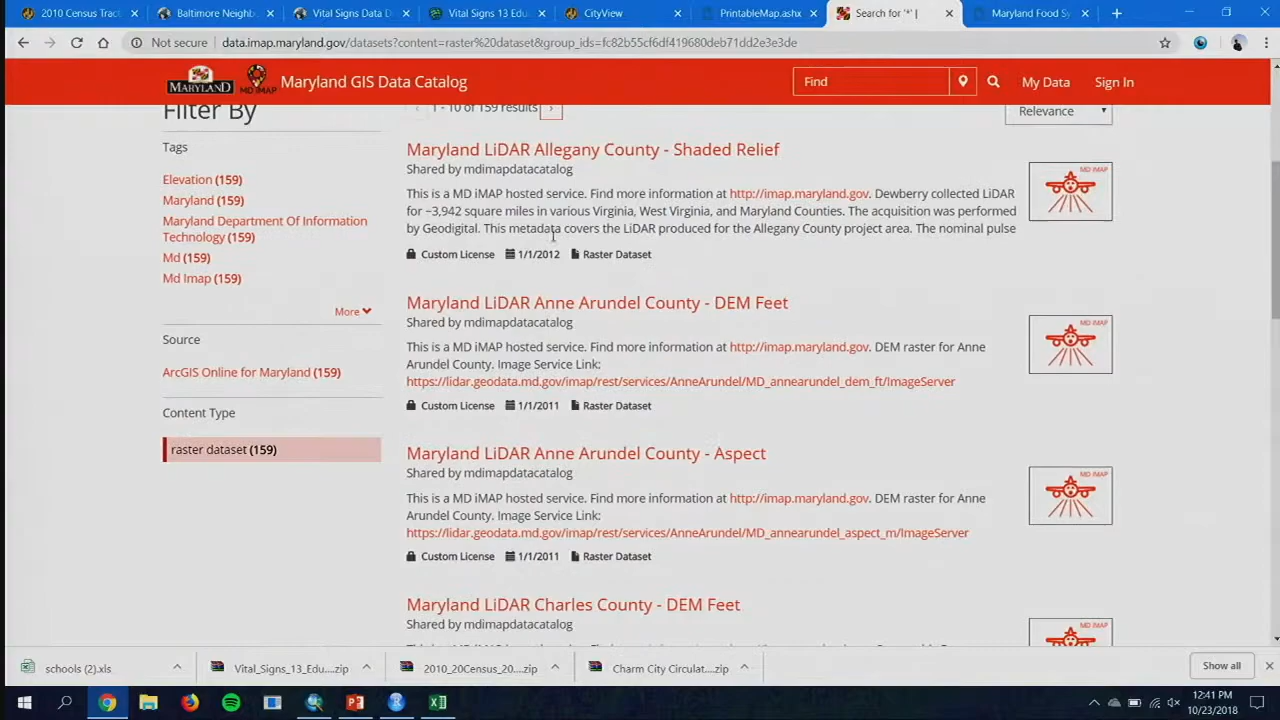 2010 Census Tract
Baltimore Neighb
Vital Signs Data D
Vital Signs 13 Edu
CityView
PrintableMap.ashx
Search for '*' |
Maryland Food Sy
Not secure | data.imap.maryland.gov/datasets?content=raster%20dataset&group_ids=fc82b55cf6df419680deb71dd2e3e3de
MARYLAND
MD iMAP
Maryland GIS Data Catalog
Find
My Data
Sign In
Filter By
1 - 10 of 159 results
Relevance
Tags
Elevation (159)
Maryland (159)
Maryland Department Of Information
Technology (159)
Md (159)
Md Imap (159)
More
Source
ArcGIS Online for Maryland (159)
Content Type
raster dataset (159)
Maryland LiDAR Allegany County - Shaded Relief
Shared by mdimapdatacatalog
This is a MD iMAP hosted service. Find more information at http://imap.maryland.gov. Dewberry collected LiDAR
for ~3,942 square miles in various Virginia, West Virginia, and Maryland Counties. The acquisition was performed
by Geodigital. This metadata covers the LiDAR produced for the Allegany County project area. The nominal pulse
Custom License 1/1/2012 Raster Dataset
MD iMAP
Maryland LiDAR Anne Arundel County - DEM Feet
Shared by mdimapdatacatalog
This is a MD iMAP hosted service. Find more information at http://imap.maryland.gov. DEM raster for Anne
Arundel County. Image Service Link:
https://lidar.geodata.md.gov/imap/rest/services/AnneArundel/MD_annearundel_dem_ft/ImageServer
Custom License 1/1/2011 Raster Dataset
MD iMAP
Maryland LiDAR Anne Arundel County - Aspect
Shared by mdimapdatacatalog
This is a MD iMAP hosted service. Find more information at http://imap.maryland.gov. DEM raster for Anne
Arundel County. Image Service Link:
https://lidar.geodata.md.gov/imap/rest/services/AnneArundel/MD_annearundel_aspect_m/ImageServer
Custom License 1/1/2011 Raster Dataset
MD iMAP
Maryland LiDAR Charles County - DEM Feet
Shared by mdimapdatacatalog
MD iMAP
schools (2).xls
Vital_Signs_13_Edu....zip
2010_20Census_20....zip
Charm City Circulat....zip
Show all
12:41 PM
10/23/2018